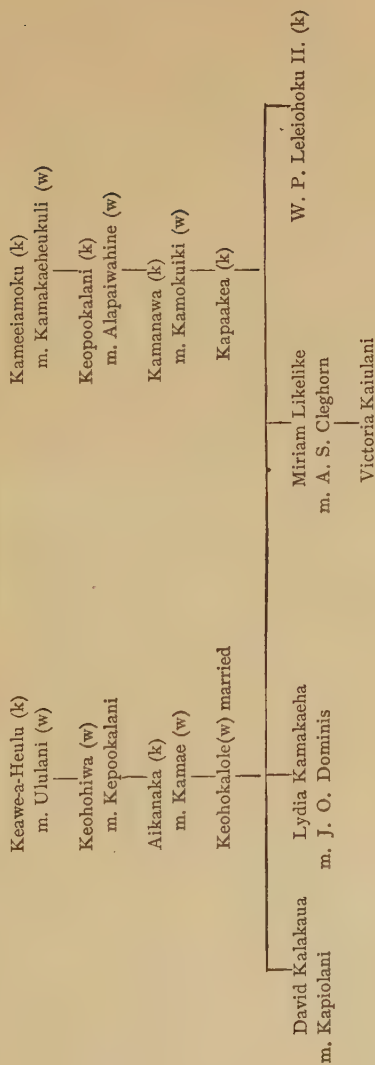 Keawe-a-Heulu (k)
m. Ululani (w)
Keohohiwa (w)
m. Kepookalani
Aikanaka (k)
m. Kamae (w)
Keohokalole(w) married
Kameeiamoku (k)
m. Kamakaeheukuli (w)
Keopookalani (k)
m. Alapaiwahine (w)
Kamanawa (k)
m. Kamokuiki (w)
Kapaakea (k)
David Kalakaua
m. Kapiolani
Lydia Kamakaeha
m. J. O. Dominis
Miriam Likelike
m. A. S. Cleghorn
Victoria Kaiulani
W. P. Leleiohoku II. (k)